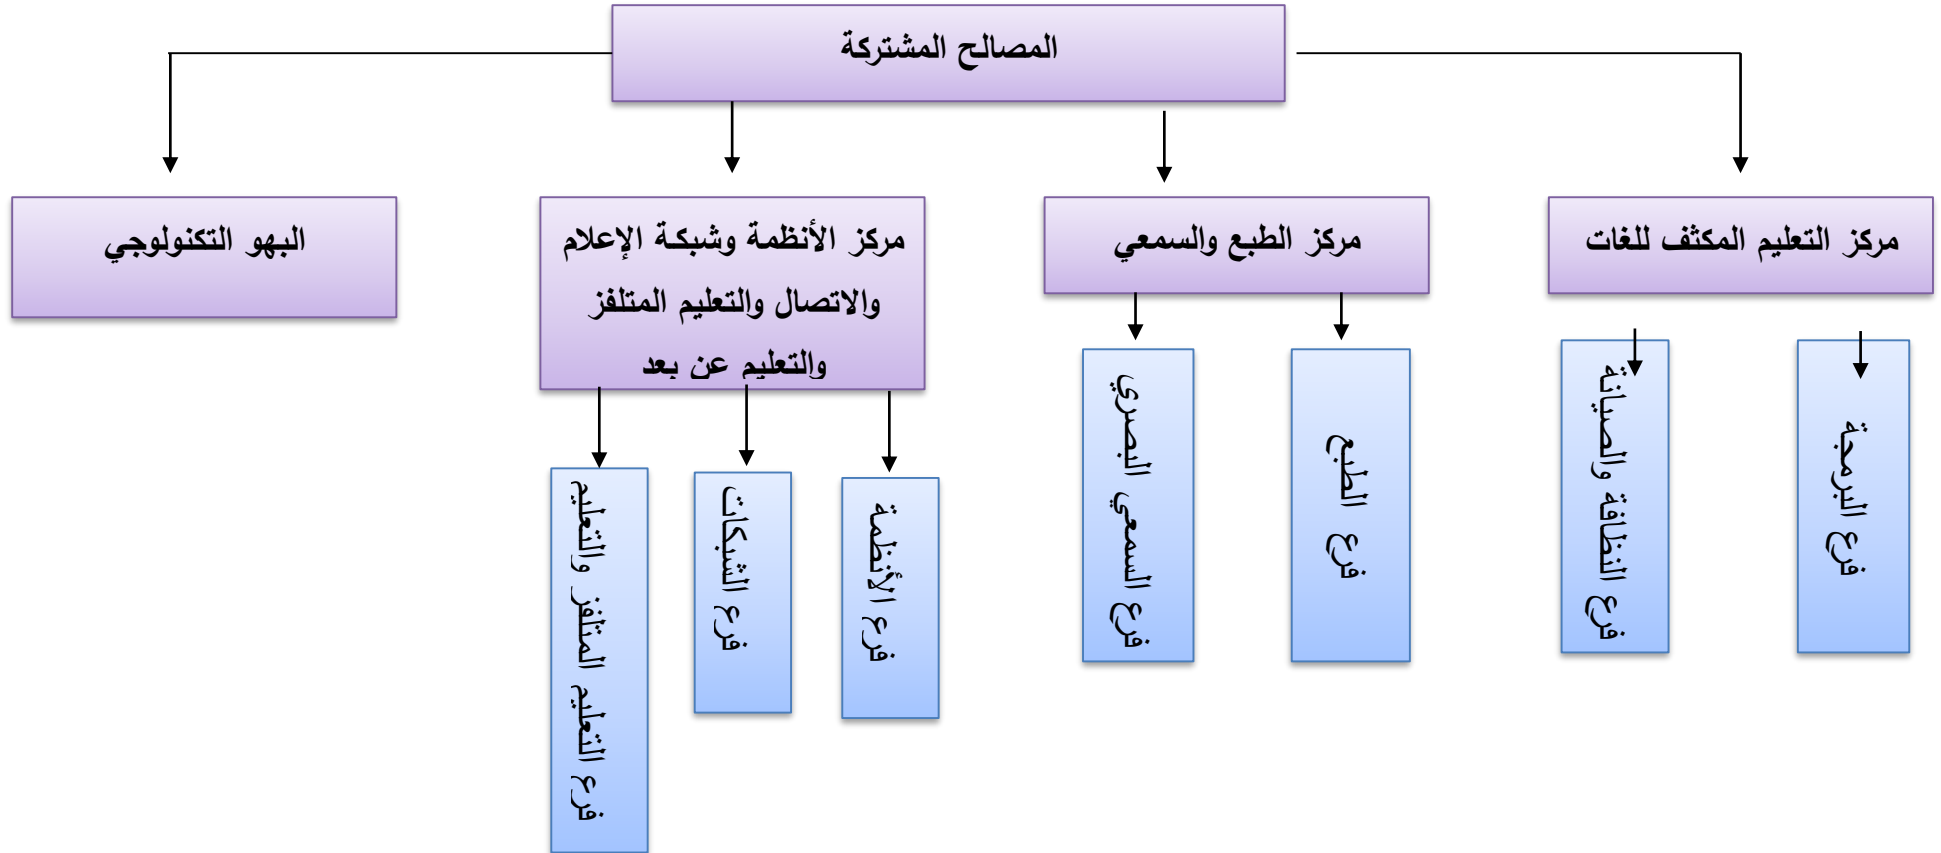 المصالح المشتركة
مركز التعليم المكثف للغات
مركز الطبع والسمعي
مركز الأنظمة وشبكة الإعلام
والاتصال والتعليم المتلفز
والتعليم عن بعد
البهو التكنولوجي
فرع البرمجة
فرع النظافة والصيانة
فرع الطبع
فرع السمعي البصري
فرع الأنظمة
فرع الشبكات
فرع التعليم المتلفز والتعليم